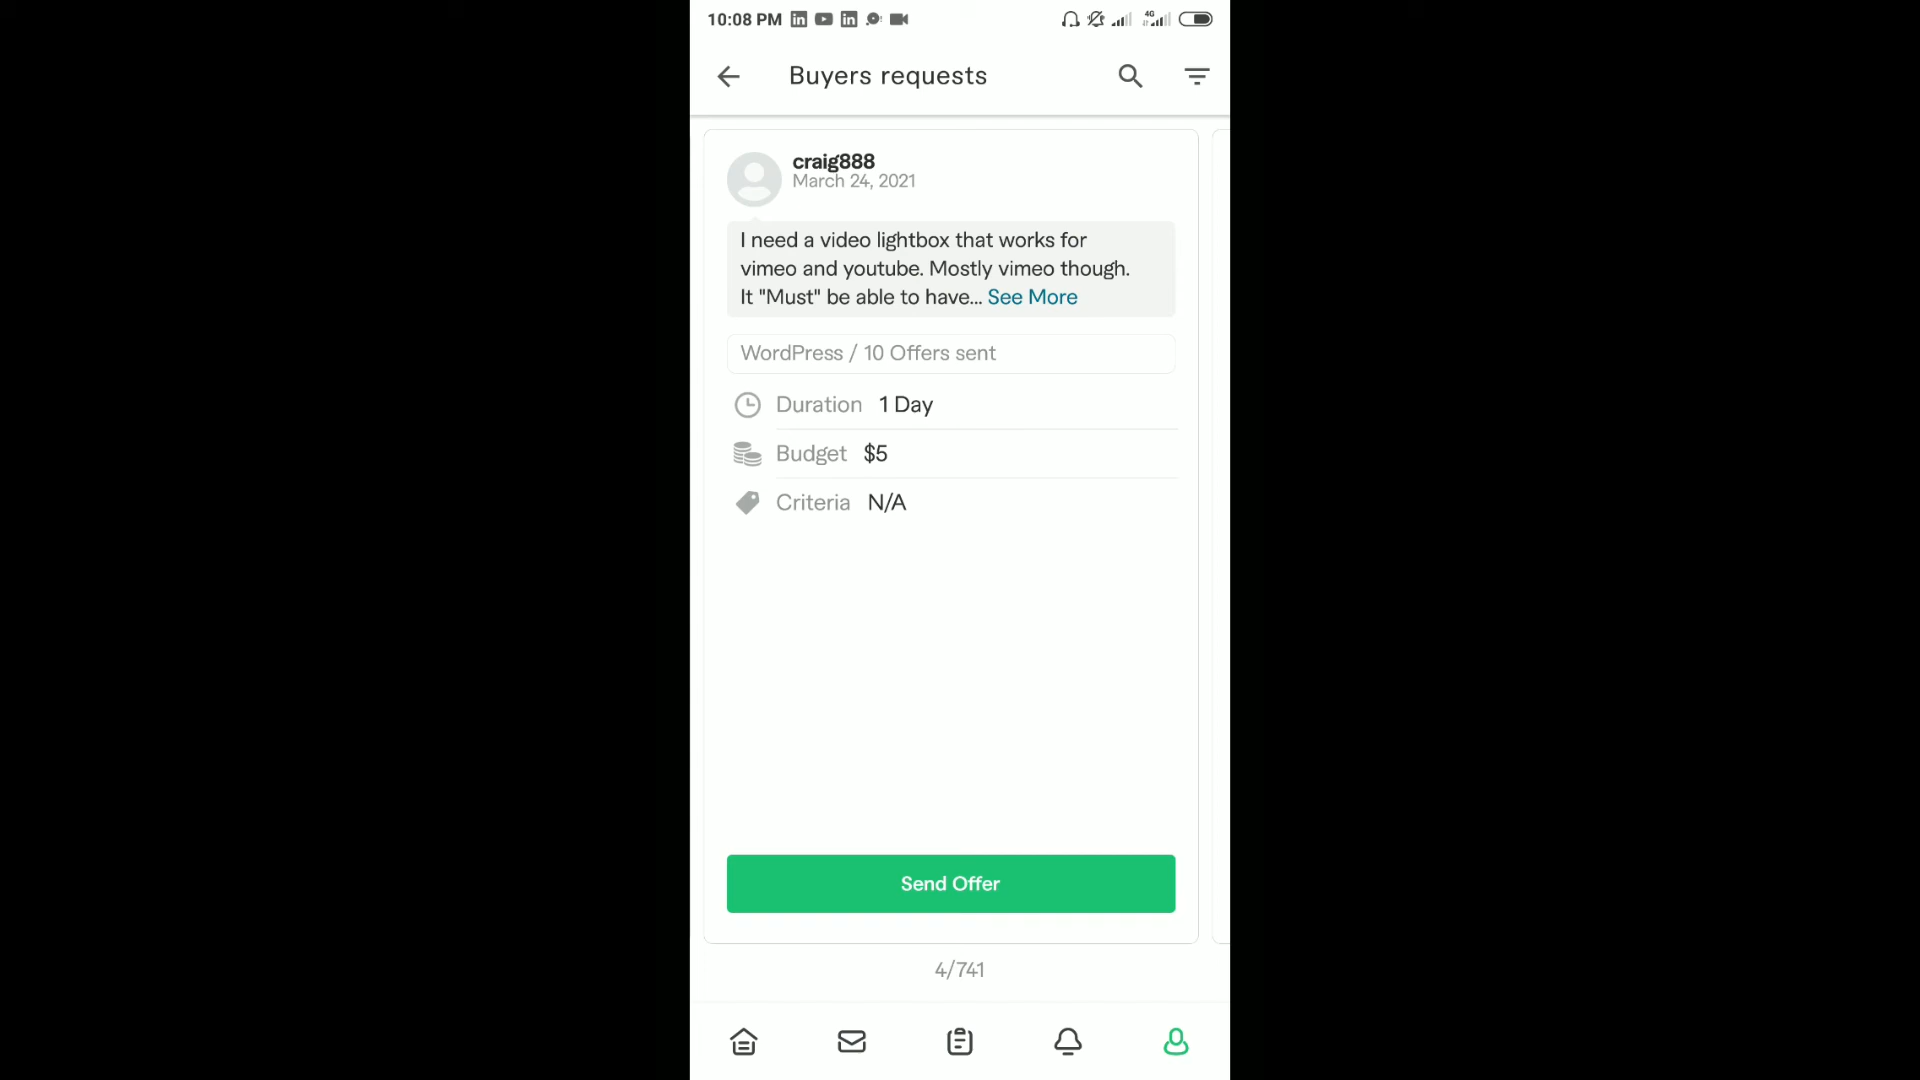 10:08 PM
4G
Buyers requests
craig888
March 24, 2021
I need a video lightbox that works for
vimeo and youtube. Mostly vimeo though.
It "Must" be able to have... See More
WordPress / 10 Offers sent
Duration 1 Day
Budget $5
Criteria N/A
Send Offer
4/741